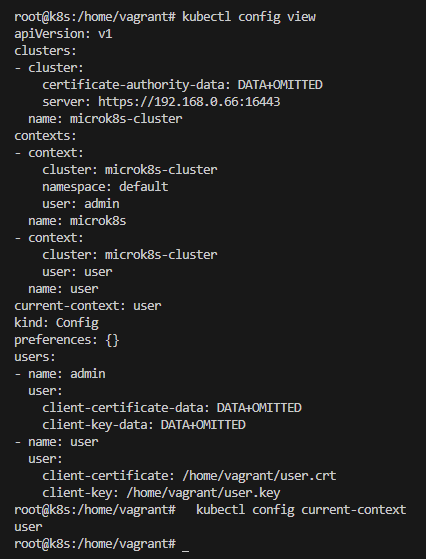 root@k8s:/home/vagrant# kubectl config view
apiVersion: v1
clusters:
- cluster:
    certificate-authority-data: DATA+OMITTED
    server: https://192.168.0.66:16443
  name: microk8s-cluster
contexts:
- context:
    cluster: microk8s-cluster
    namespace: default
    user: admin
  name: microk8s
- context:
    cluster: microk8s-cluster
    user: user
  name: user
current-context: user
kind: Config
preferences: {}
users:
- name: admin
  user:
    client-certificate-data: DATA+OMITTED
    client-key-data: DATA+OMITTED
- name: user
  user:
    client-certificate: /home/vagrant/user.crt
    client-key: /home/vagrant/user.key
root@k8s:/home/vagrant#   kubectl config current-context
user
root@k8s:/home/vagrant# _